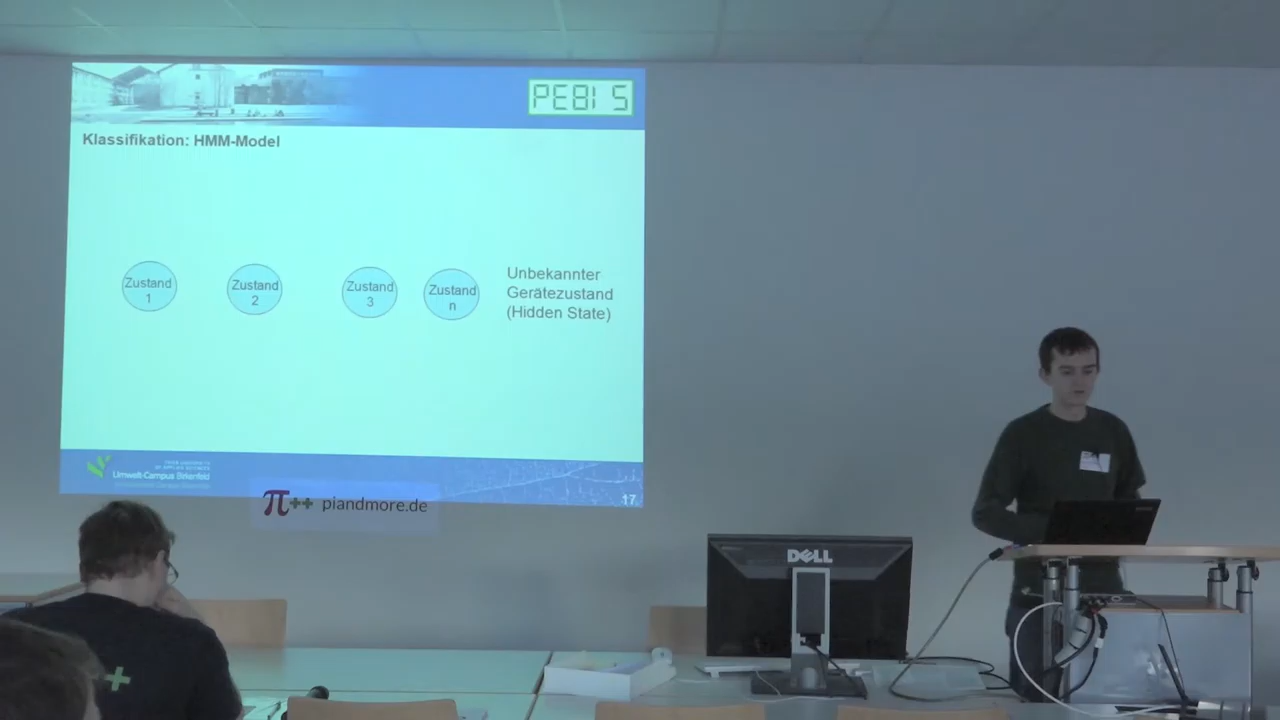 PEBIS
Klassifikation: HMM-Model
Zustand
1
Zustand
2
Zustand
3
Zustand
n
Unbekannter
Gerätezustand
(Hidden State)
Umwelt-Campus Birkenfeld
17
π++ piandmore.de
DELL
+